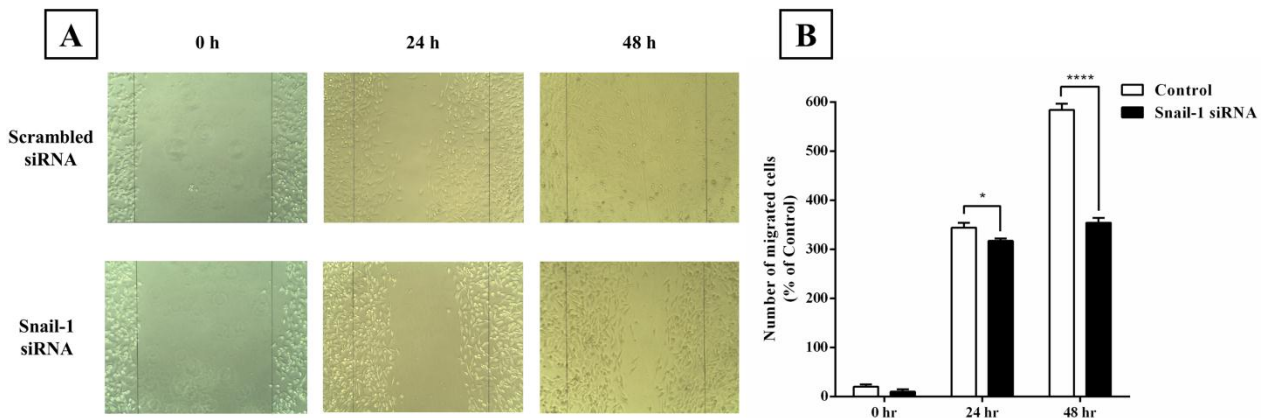 A
0 h
24 h
48 h
Scrambled
siRNA
Snail-1
siRNA
B
Number of migrated cells
(% of Control)
600
500
400
300
200
100
0
0 hr
24 hr
48 hr
*
****
Control
Snail-1 siRNA